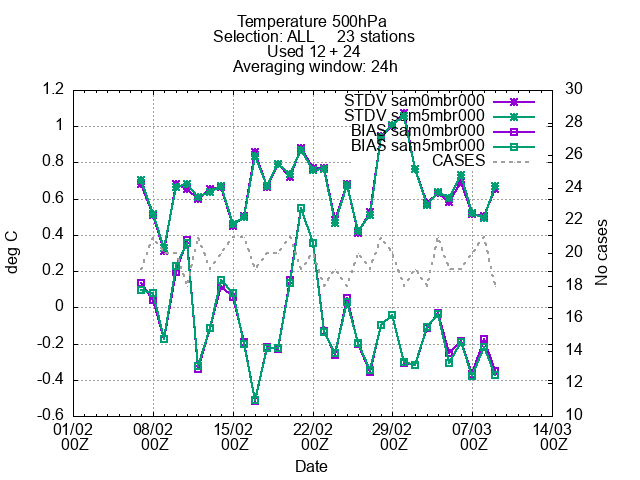 Temperature 500hPa
Selection: ALL 23 stations
Used 12 + 24
Averaging window: 24h
STDV sam0mbr000
STDV sam5mbr000
BIAS sam0mbr000
BIAS sam5mbr000
CASES
deg C
1.2
1
0.8
0.6
0.4
0.2
0
-0.2
-0.4
-0.6
No cases
30
28
26
24
22
20
18
16
14
12
10
01/02 08/02 15/02 22/02 29/02 07/03 14/03
00Z 00Z 00Z 00Z 00Z 00Z 00Z
Date